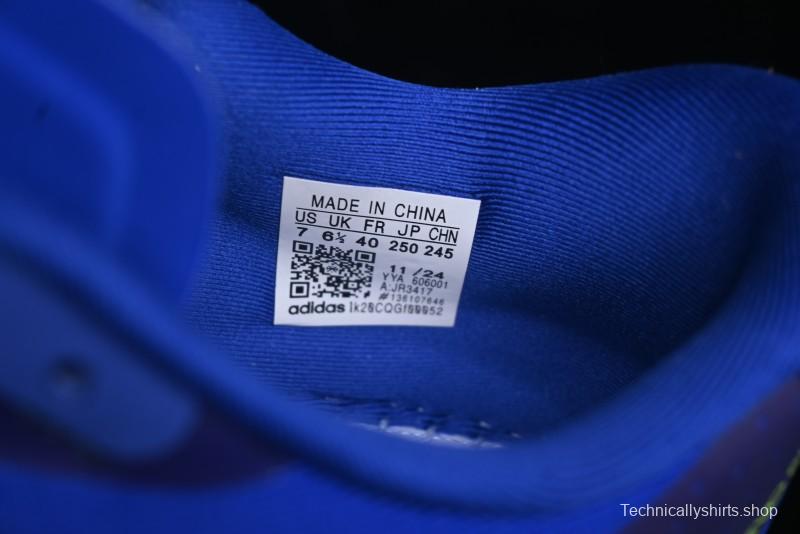 MADE IN CHINA
US UK FR JP CHN
7 6½ 40 250 245
11/24
YYA 606001
A:JR3417
#136107646
adidas lk20CQGf00052
Technicallyshirts.shop